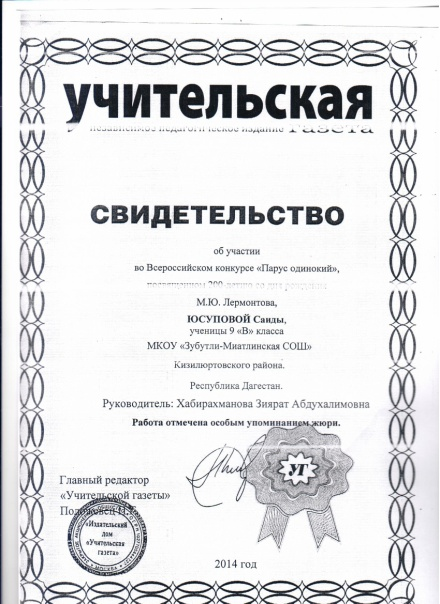 учительская
независимое педагогическое издание газета
СВИДЕТЕЛЬСТВО
об участии
во Всероссийском конкурсе «Парус одинокий»,
посвященном 200-летию со дня рождения
М.Ю. Лермонтова,
ЮСУПОВОЙ Саиды,
ученицы 9 «В» класса
МКОУ «Зубутли-Миатлинская СОШ»
Кизилюртовского района.
Республика Дагестан.
Руководитель: Хабирахманова Зиярат Абдухалимовна
Работа отмечена особым упоминанием жюри.
Главный редактор
«Учительской газеты»
УГ
«Издательский
дом
«Учительская
газета»
2014 год